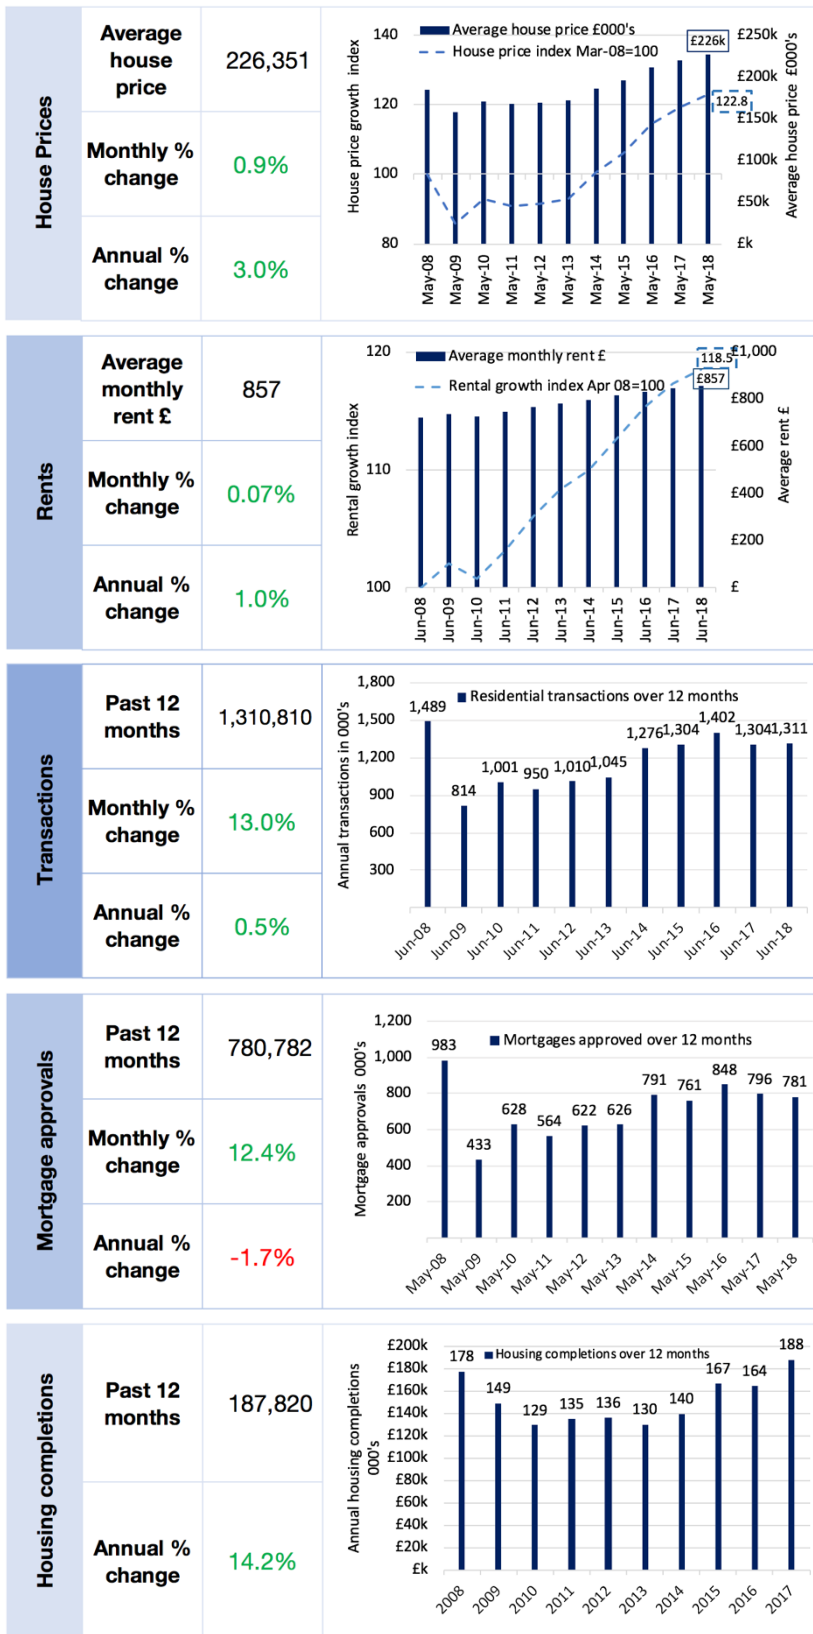 House Prices
Average
house
price
226,351
Monthly %
change
0.9%
Annual %
change
3.0%
House price growth index
140
120
100
80
Average house price £000's
House price index Mar-08=100
£226k
122.8
£250k
£200k
£150k
£100k
£50k
£k
Average house price £000's
May-08
May-09
May-10
May-11
May-12
May-13
May-14
May-15
May-16
May-17
May-18
Rents
Average
monthly
rent £
857
Monthly %
change
0.07%
Annual %
change
1.0%
Rental growth index
120
110
100
Average monthly rent £
Rental growth index Apr 08=100
118.5
£857
£1,000
£800
£600
£400
£200
£
Average rent £
Jun-08
Jun-09
Jun-10
Jun-11
Jun-12
Jun-13
Jun-14
Jun-15
Jun-16
Jun-17
Jun-18
Transactions
Past 12
months
1,310,810
Monthly %
change
13.0%
Annual %
change
0.5%
Annual transactions in 000's
1,800
1,500
1,200
900
600
300
Residential transactions over 12 months
1,489
814
1,001
950
1,010
1,045
1,276
1,304
1,402
1,304
1,311
Jun-08
Jun-09
Jun-10
Jun-11
Jun-12
Jun-13
Jun-14
Jun-15
Jun-16
Jun-17
Jun-18
Mortgage approvals
Past 12
months
780,782
Monthly %
change
12.4%
Annual %
change
-1.7%
Mortgage approvals 000's
1,200
1,000
800
600
400
200
Mortgages approved over 12 months
983
433
628
564
622
626
791
761
848
796
781
May-08
May-09
May-10
May-11
May-12
May-13
May-14
May-15
May-16
May-17
May-18
Housing completions
Past 12
months
187,820
Annual %
change
14.2%
Annual housing completions
000's
£200k
£180k
£160k
£140k
£120k
£100k
£80k
£60k
£40k
£20k
£k
Housing completions over 12 months
178
149
129
135
136
130
140
167
164
188
2008
2009
2010
2011
2012
2013
2014
2015
2016
2017